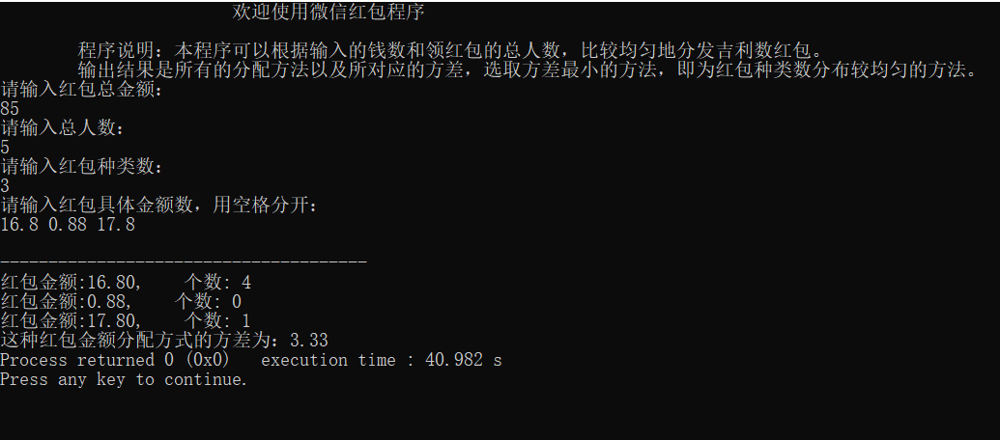 欢迎使用微信红包程序
程序说明：本程序可以根据输入的钱数和领红包的总人数，比较均匀地分发吉利数红包。
输出结果是所有的分配方法以及所对应的方差，选取方差最小的方法，即为红包种类数分布较均匀的方法。
请输入红包总金额：
85
请输入总人数：
5
请输入红包种类数：
3
请输入红包具体金额数，用空格分开：
16.8 0.88 17.8
--------------------------------------
红包金额:16.80,    个数: 4
红包金额:0.88,    个数: 0
红包金额:17.80,    个数: 1
这种红包金额分配方式的方差为：3.33
Process returned 0 (0x0)   execution time : 40.982 s
Press any key to continue.